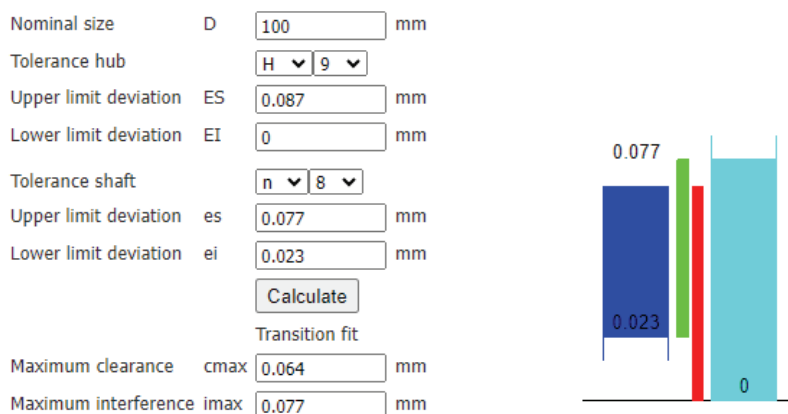 Nominal size D 100 mm
Tolerance hub H 9
Upper limit deviation ES 0.087 mm
Lower limit deviation EI 0 mm
Tolerance shaft n 8
Upper limit deviation es 0.077 mm
Lower limit deviation ei 0.023 mm
Calculate
Transition fit
Maximum clearance cmax 0.064 mm
Maximum interference imax 0.077 mm
0.077
0.023
0